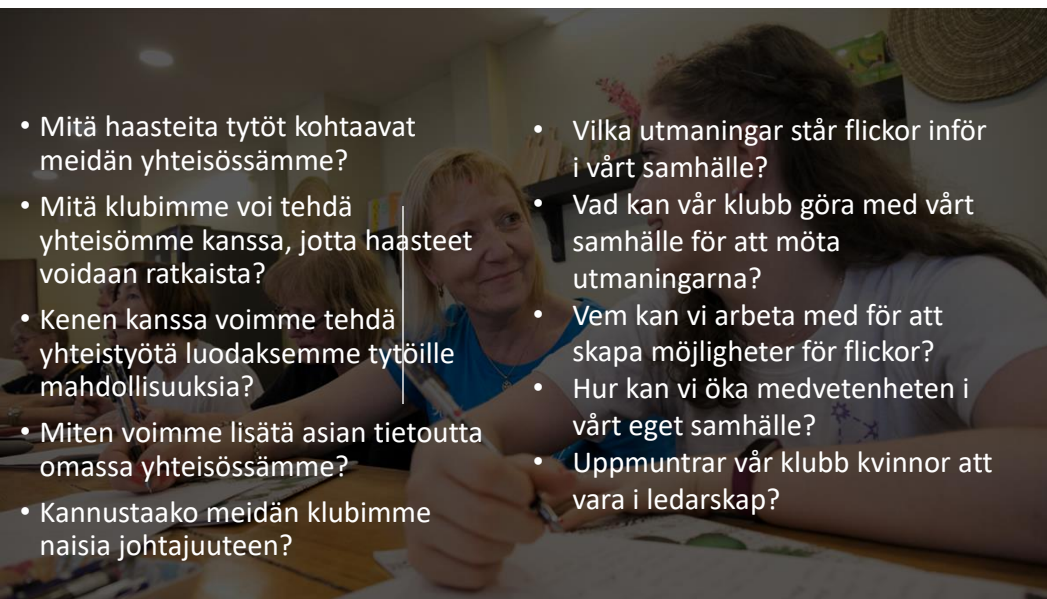 • Mitä haasteita tytöt kohtaavat
meidän yhteisössämme?
• Mitä klubimme voi tehdä
yhteisömme kanssa, jotta haasteet
voidaan ratkaista?
• Kenen kanssa voimme tehdä
yhteistyötä luodaksemme tytöille
mahdollisuuksia?
• Miten voimme lisätä asian tietoutta
omassa yhteisössämme?
• Kannustaako meidän klubimme
naisia johtajuuteen?
• Vilka utmaningar står flickor inför
i vårt samhälle?
• Vad kan vår klubb göra med vårt
samhälle för att möta
utmaningarna?
• Vem kan vi arbeta med för att
skapa möjligheter för flickor?
• Hur kan vi öka medvetenheten i
vårt eget samhälle?
• Uppmuntrar vår klubb kvinnor att
vara i ledarskap?